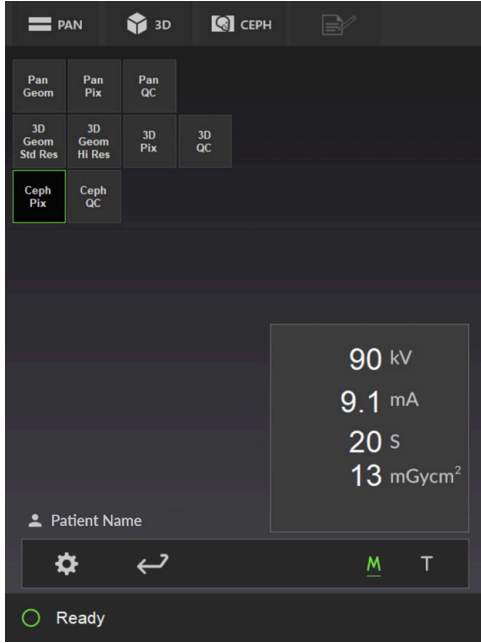 PAN 3D CEPH
Pan Geom
Pan Pix
Pan QC
3D Geom Std Res
3D Geom Hi Res
3D Pix
3D QC
Ceph Pix
Ceph QC
90 kV
9.1 mA
20 S
13 mGycm²
Patient Name
M T
Ready